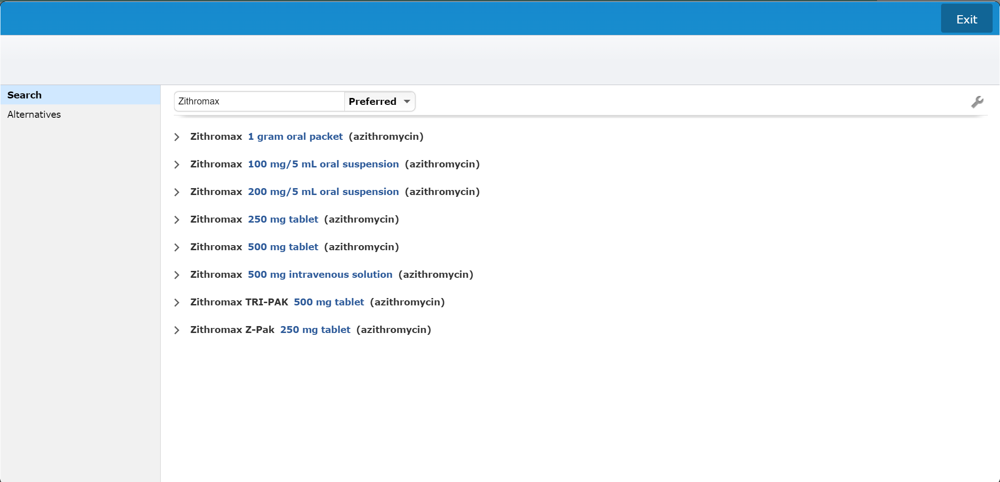 Exit
Search
Alternatives
Zithromax Preferred
Zithromax 1 gram oral packet (azithromycin)
Zithromax 100 mg/5 mL oral suspension (azithromycin)
Zithromax 200 mg/5 mL oral suspension (azithromycin)
Zithromax 250 mg tablet (azithromycin)
Zithromax 500 mg tablet (azithromycin)
Zithromax 500 mg intravenous solution (azithromycin)
Zithromax TRI-PAK 500 mg tablet (azithromycin)
Zithromax Z-Pak 250 mg tablet (azithromycin)